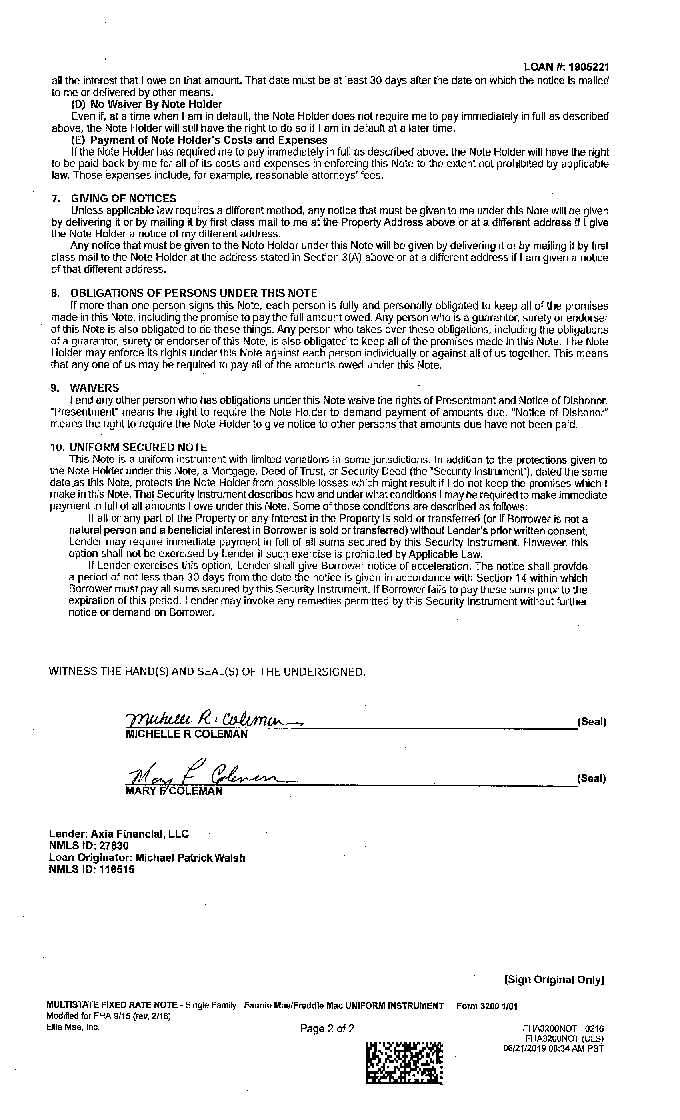 LOAN #: 1905221
all the interest that I owe on that amount. That date must be at least 30 days after the date on which the notice is mailed
to me or delivered by other means.
(D) No Waiver By Note Holder
Even if, at a time when I am in default, the Note Holder does not require me to pay immediately in full as described
above, the Note Holder will still have the right to do so if I am in default at a later time.
(E) Payment of Note Holder's Costs and Expenses
If the Note Holder has required me to pay immediately in full as described above, the Note Holder will have the right
to be paid back by me for all of its costs and expenses in enforcing this Note to the extent not prohibited by applicable
law. Those expenses include, for example, reasonable attorneys' fees.
7. GIVING OF NOTICES
Unless applicable law requires a different method, any notice that must be given to me under this Note will be given
by delivering it or by mailing it by first class mail to me at the Property Address above or at a different address if I give
the Note Holder a notice of my different address.
Any notice that must be given to the Note Holder under this Note will be given by delivering it or by mailing it by first
class mail to the Note Holder at the address stated in Section 3(A) above or at a different address if I am given a notice
of that different address.
8. OBLIGATIONS OF PERSONS UNDER THIS NOTE
If more than one person signs this Note, each person is fully and personally obligated to keep all of the promises
made in this Note, including the promise to pay the full amount owed. Any person who is a guarantor, surety or endorser
of this Note is also obligated to do these things. Any person who takes over these obligations, including the obligations
of a guarantor, surety or endorser of this Note, is also obligated to keep all of the promises made in this Note. The Note
Holder may enforce its rights under this Note against each person individually or against all of us together. This means
that any one of us may be required to pay all of the amounts owed under this Note.
9. WAIVERS
I and any other person who has obligations under this Note waive the rights of Presentment and Notice of Dishonor.
"Presentment" means the right to require the Note Holder to demand payment of amounts due. "Notice of Dishonor"
means the right to require the Note Holder to give notice to other persons that amounts due have not been paid.
10. UNIFORM SECURED NOTE
This Note is a uniform instrument with limited variations in some jurisdictions. In addition to the protections given to
the Note Holder under this Note, a Mortgage, Deed of Trust, or Security Deed (the "Security Instrument"), dated the same
date as this Note, protects the Note Holder from possible losses which might result if I do not keep the promises which I
make in this Note. That Security Instrument describes how and under what conditions I may be required to make immediate
payment in full of all amounts I owe under this Note. Some of those conditions are described as follows:
If all or any part of the Property or any Interest in the Property is sold or transferred (or if Borrower is not a
natural person and a beneficial interest in Borrower is sold or transferred) without Lender's prior written consent,
Lender may require immediate payment in full of all sums secured by this Security Instrument. However, this
option shall not be exercised by Lender if such exercise is prohibited by Applicable Law.
If Lender exercises this option, Lender shall give Borrower notice of acceleration. The notice shall provide
a period of not less than 30 days from the date the notice is given in accordance with Section 14 within which
Borrower must pay all sums secured by this Security Instrument. If Borrower fails to pay these sums prior to the
expiration of this period, Lender may invoke any remedies permitted by this Security Instrument without further
notice or demand on Borrower.
WITNESS THE HAND(S) AND SEAL(S) OF THE UNDERSIGNED.
Michelle R. Coleman (Seal)
MICHELLE R COLEMAN
Mary F Coleman (Seal)
MARY F COLEMAN
Lender: Axia Financial, LLC
NMLS ID: 27830
Loan Originator: Michael Patrick Walsh
NMLS ID: 118515
[Sign Original Only]
MULTISTATE FIXED RATE NOTE - Single Family - Fannie Mae/Freddie Mac UNIFORM INSTRUMENT Form 3200 1/01
Modified for FHA 9/15 (rev. 2/16)
Ellie Mae, Inc. Page 2 of 2 FHA3200NOT 0216
FHA3200NOT (CLS)
08/21/2019 08:34 AM PST